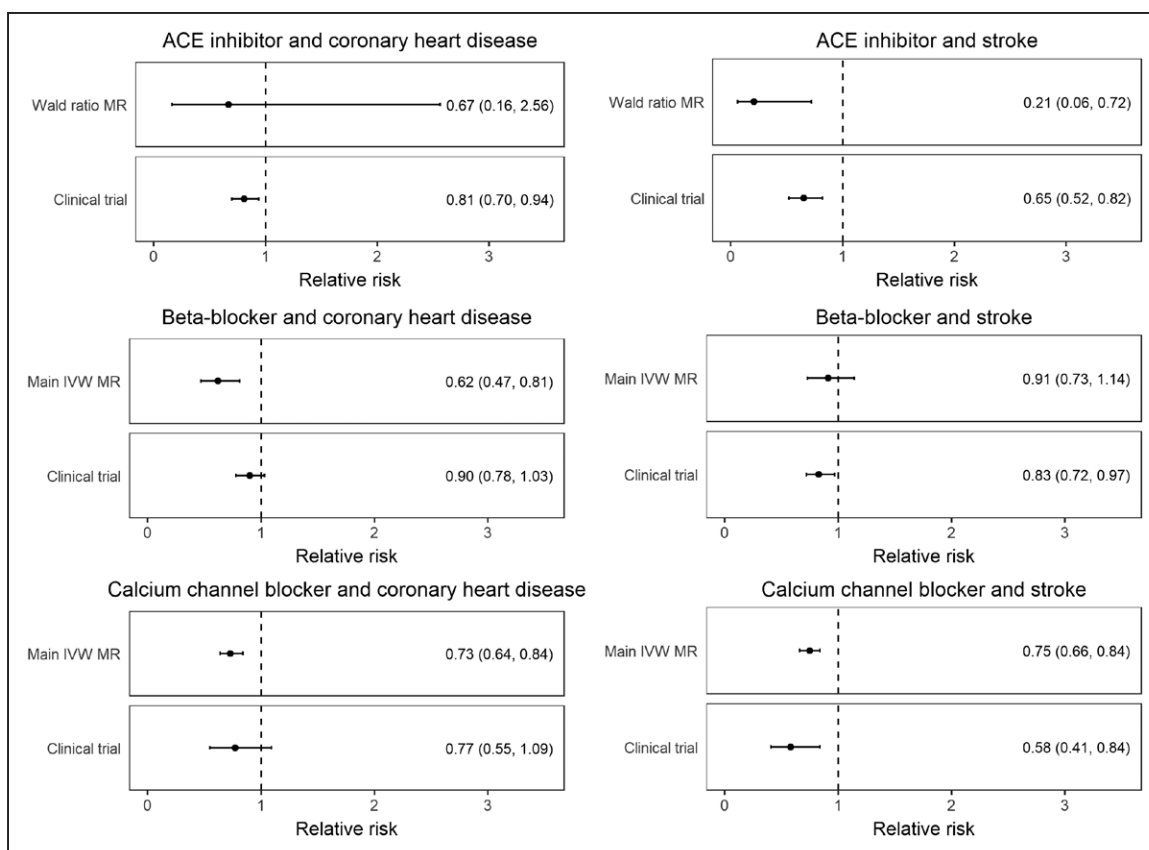 ACE inhibitor and coronary heart disease
Wald ratio MR
0.67 (0.16, 2.56)
Clinical trial
0.81 (0.70, 0.94)
0 1 2 3
Relative risk
ACE inhibitor and stroke
Wald ratio MR
0.21 (0.06, 0.72)
Clinical trial
0.65 (0.52, 0.82)
0 1 2 3
Relative risk
Beta-blocker and coronary heart disease
Main IVW MR
0.62 (0.47, 0.81)
Clinical trial
0.90 (0.78, 1.03)
0 1 2 3
Relative risk
Beta-blocker and stroke
Main IVW MR
0.91 (0.73, 1.14)
Clinical trial
0.83 (0.72, 0.97)
0 1 2 3
Relative risk
Calcium channel blocker and coronary heart disease
Main IVW MR
0.73 (0.64, 0.84)
Clinical trial
0.77 (0.55, 1.09)
0 1 2 3
Relative risk
Calcium channel blocker and stroke
Main IVW MR
0.75 (0.66, 0.84)
Clinical trial
0.58 (0.41, 0.84)
0 1 2 3
Relative risk